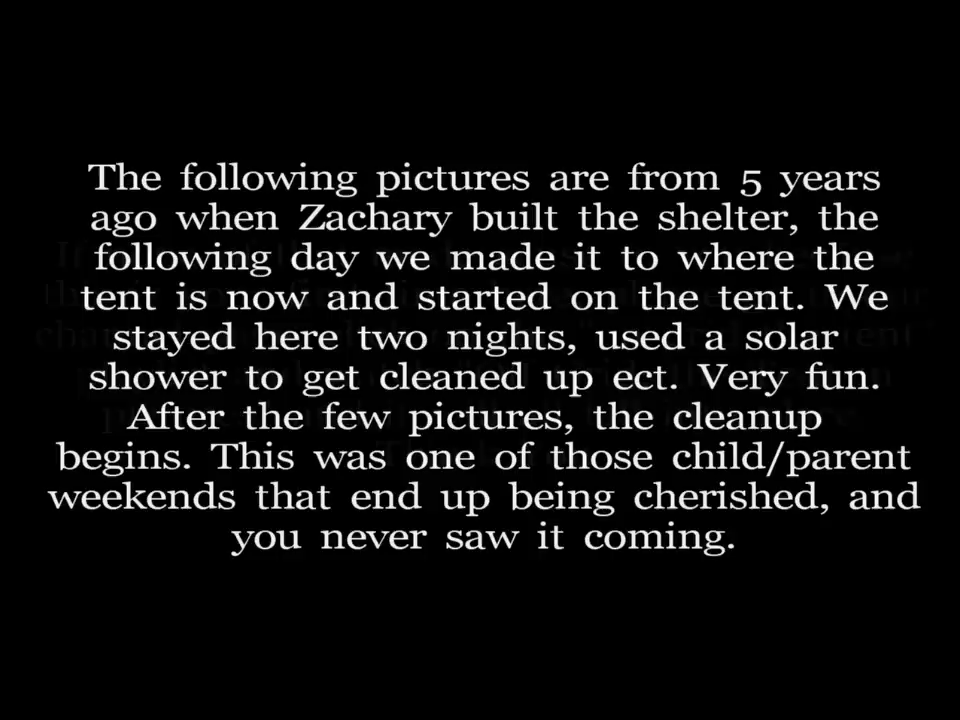 The following pictures are from 5 years
ago when Zachary built the shelter, the
following day we made it to where the
tent is now and started on the tent. We
stayed here two nights, used a solar
shower to get cleaned up ect. Very fun.
After the few pictures, the cleanup
begins. This was one of those child/parent
weekends that end up being cherished, and
you never saw it coming.